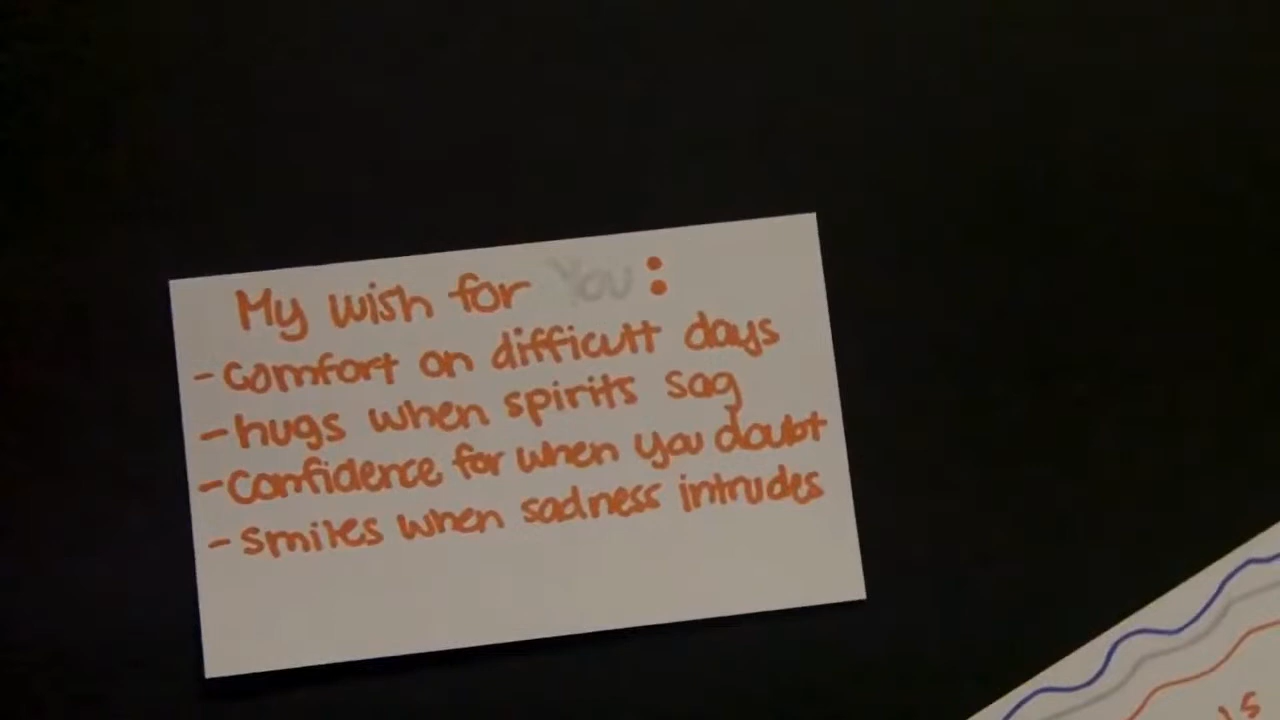 My wish for You :
- comfort on difficult days
- hugs when spirits sag
- confidence for when you doubt
- smiles when sadness intrudes
is